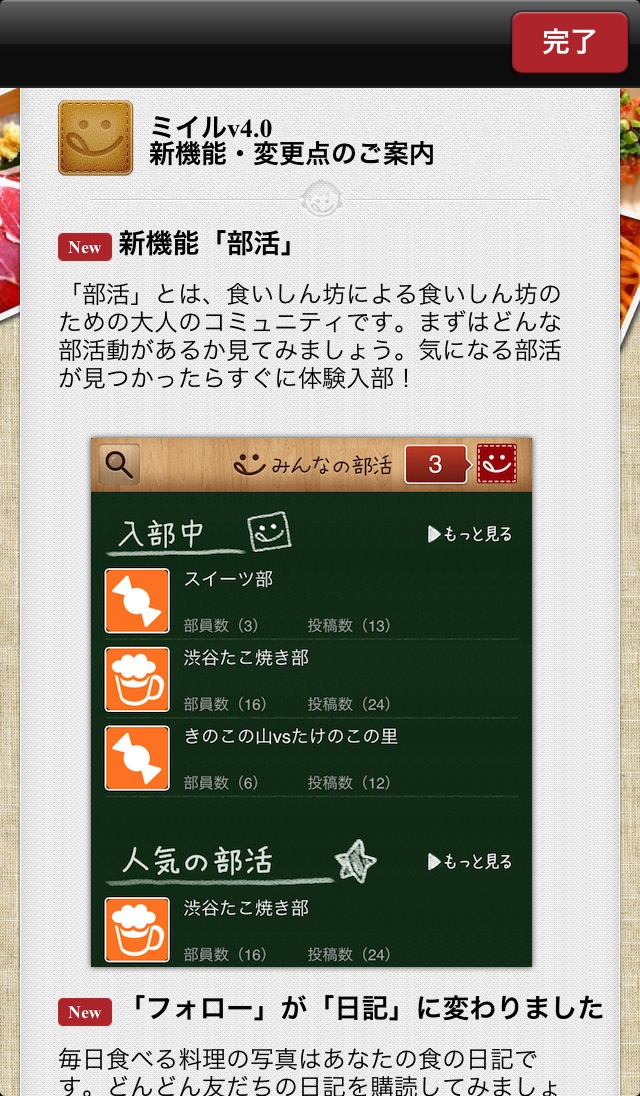 完了
ミイルv4.0
新機能・変更点のご案内
New 新機能「部活」
「部活」とは、食いしん坊による食いしん坊の
ための大人のコミュニティです。まずはどんな
部活動があるか見てみましょう。気になる部活
が見つかったらすぐに体験入部！
みんなの部活 3
入部中 もっと見る
スイーツ部
部員数（3） 投稿数（13）
渋谷たこ焼き部
部員数（16） 投稿数（24）
きのこの山vsたけのこの里
部員数（6） 投稿数（12）
人気の部活 もっと見る
渋谷たこ焼き部
部員数（16） 投稿数（24）
New 「フォロー」が「日記」に変わりました
毎日食べる料理の写真はあなたの食の日記で
す。どんどん友だちの日記を購読してみましょ